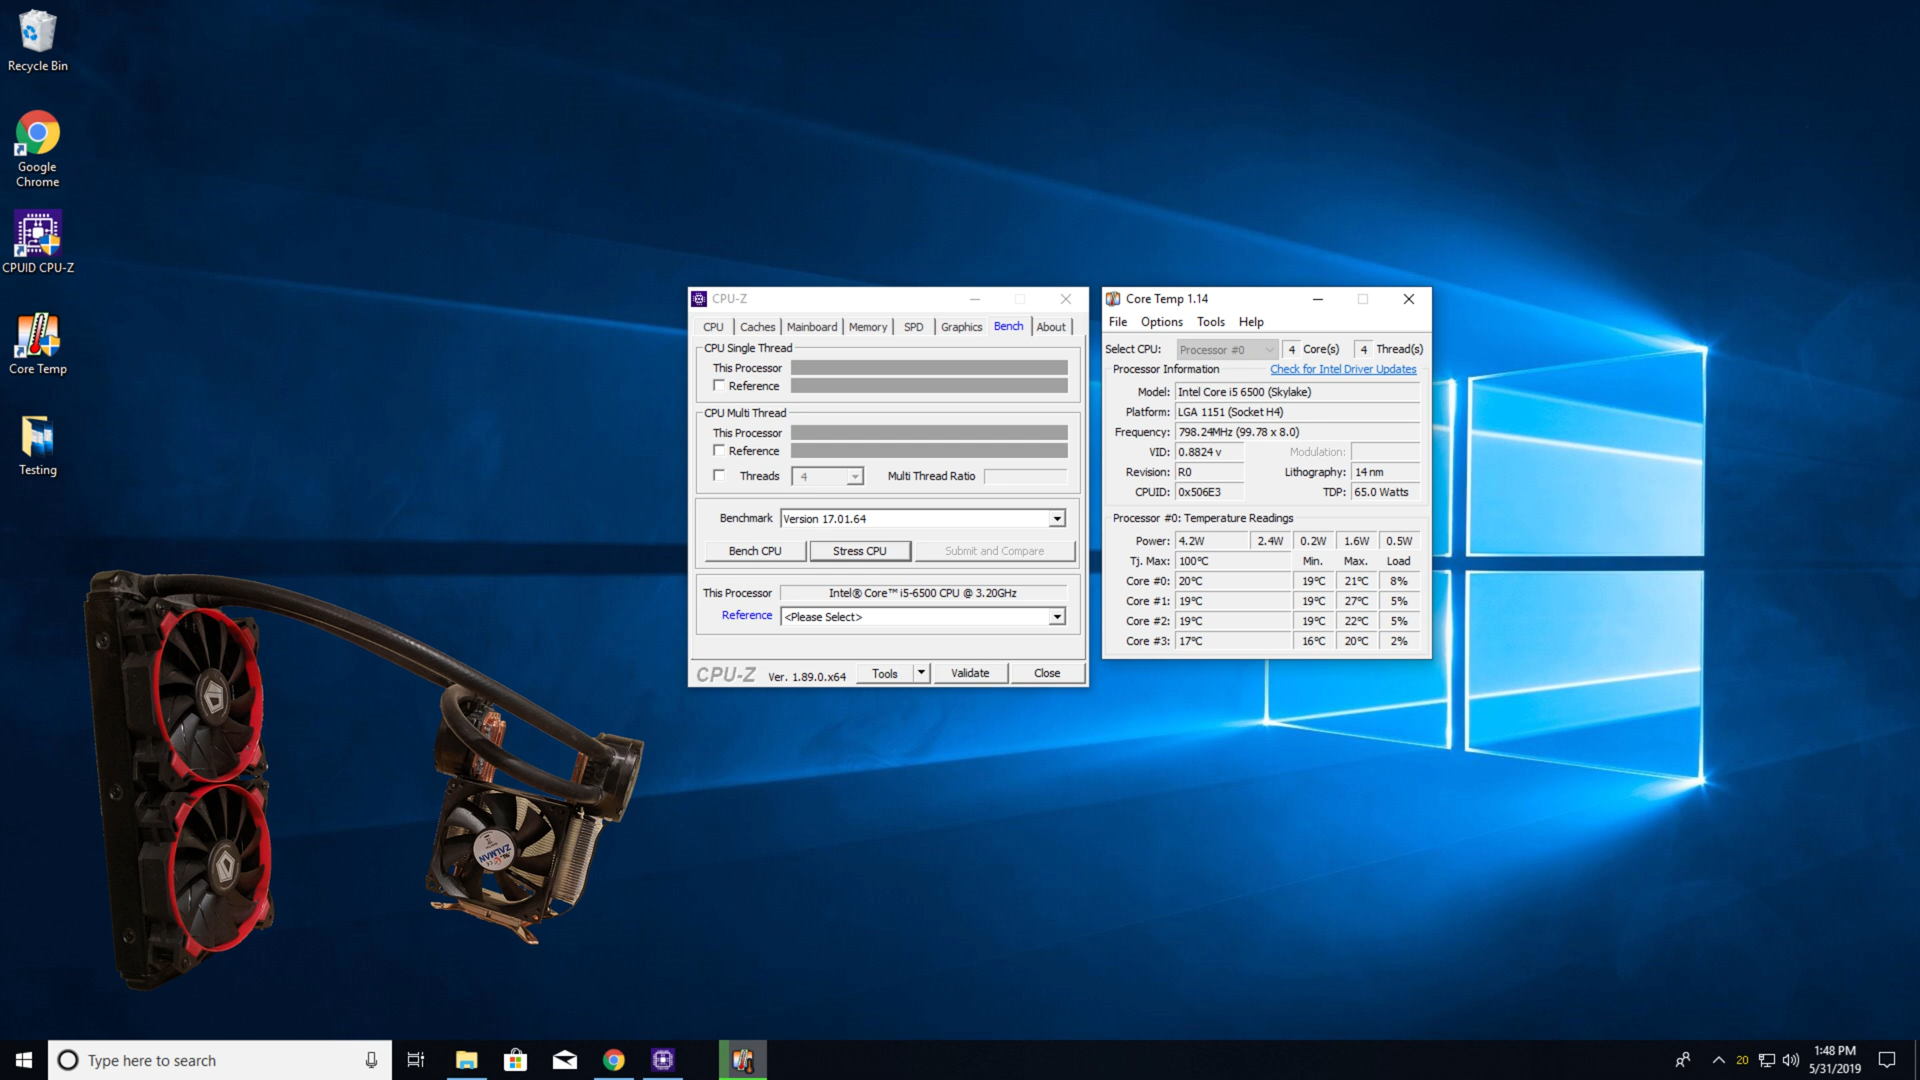 Recycle Bin
Google
Chrome
CPUID CPU-Z
Core Temp
Testing
CPU-Z
CPU Caches Mainboard Memory SPD Graphics Bench About
CPU Single Thread
This Processor
Reference
CPU Multi Thread
This Processor
Reference
Threads 4 Multi Thread Ratio
Benchmark Version 17.01.64
Bench CPU Stress CPU Submit and Compare
This Processor Intel® Core™ i5-6500 CPU @ 3.20GHz
Reference <Please Select>
CPU-Z Ver. 1.89.0.x64 Tools Validate Close
Core Temp 1.14
File Options Tools Help
Select CPU: Processor #0 4 Core(s) 4 Thread(s)
Processor Information Check for Intel Driver Updates
Model: Intel Core i5 6500 (Skylake)
Platform: LGA 1151 (Socket H4)
Frequency: 798.24MHz (99.78 x 8.0)
VID: 0.8824 v Modulation:
Revision: R0 Lithography: 14 nm
CPUID: 0x506E3 TDP: 65.0 Watts
Processor #0: Temperature Readings
Power: 4.2W 2.4W 0.2W 1.6W 0.5W
Tj. Max: 100°C Min. Max. Load
Core #0: 20°C 19°C 21°C 8%
Core #1: 19°C 19°C 27°C 5%
Core #2: 19°C 19°C 22°C 5%
Core #3: 17°C 16°C 20°C 2%
ZALMAN
Type here to search
20
1:48 PM
5/31/2019